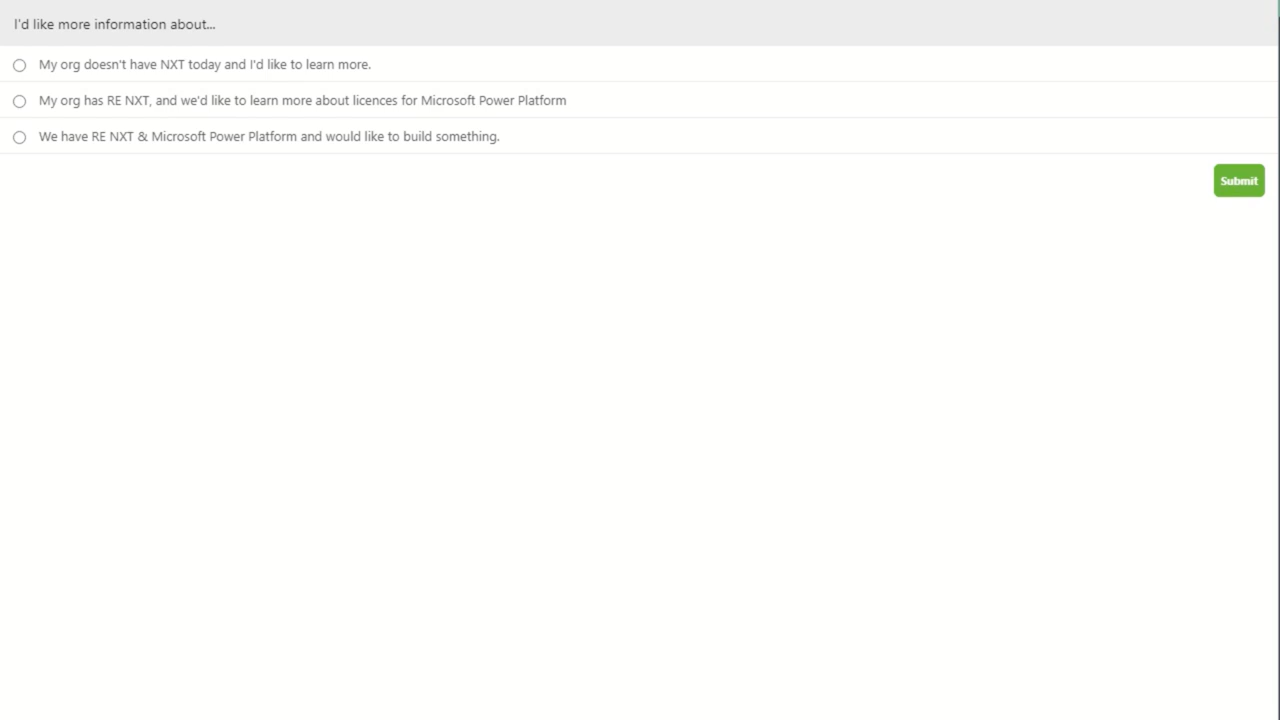 I'd like more information about...
My org doesn't have NXT today and I'd like to learn more.
My org has RE NXT, and we'd like to learn more about licences for Microsoft Power Platform
We have RE NXT & Microsoft Power Platform and would like to build something.
Submit